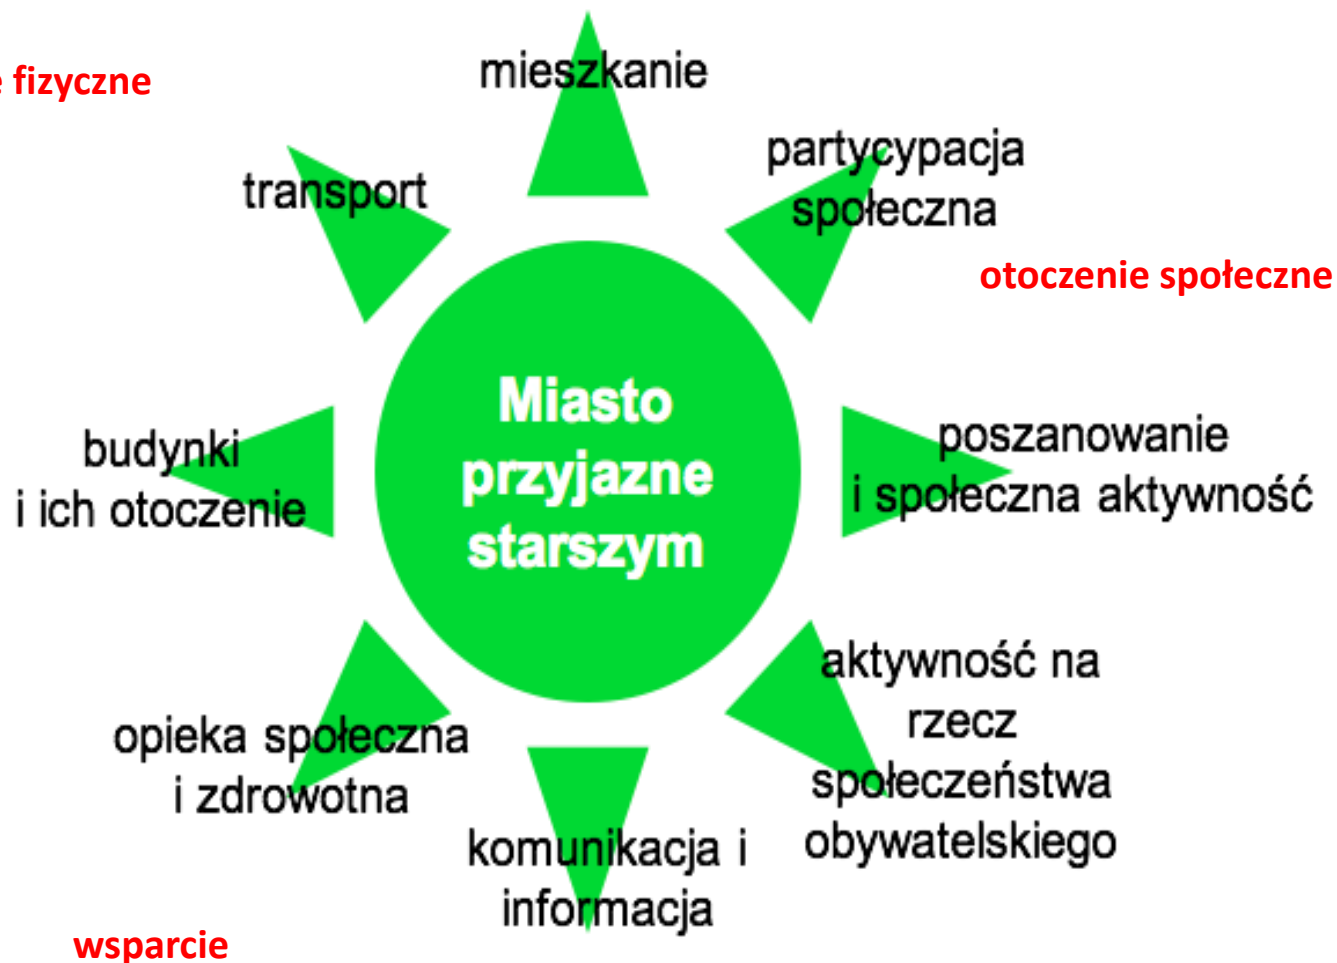 fizyczne
mieszkanie
partycypacja
społeczna
transport
otoczenie społeczne
Miasto
przyjazne
starszym
budynki
i ich otoczenie
poszanowanie
i społeczna aktywność
aktywność na
rzecz
społeczeństwa
obywatelskiego
opieka społeczna
i zdrowotna
komunikacja i
informacja
wsparcie